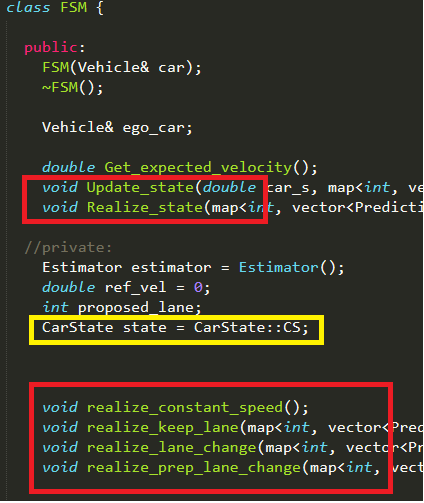 class FSM {
public:
FSM(Vehicle& car);
~FSM();
Vehicle& ego_car;
double Get_expected_velocity();
void Update_state(double car_s, map<int, ve
void Realize_state(map<int, vector<Predicti
//private:
Estimator estimator = Estimator();
double ref_vel = 0;
int proposed_lane;
CarState state = CarState::CS;
void realize_constant_speed();
void realize_keep_lane(map<int, vector<Pred
void realize_lane_change(map<int, vector<Pr
void realize_prep_lane_change(map<int, vect